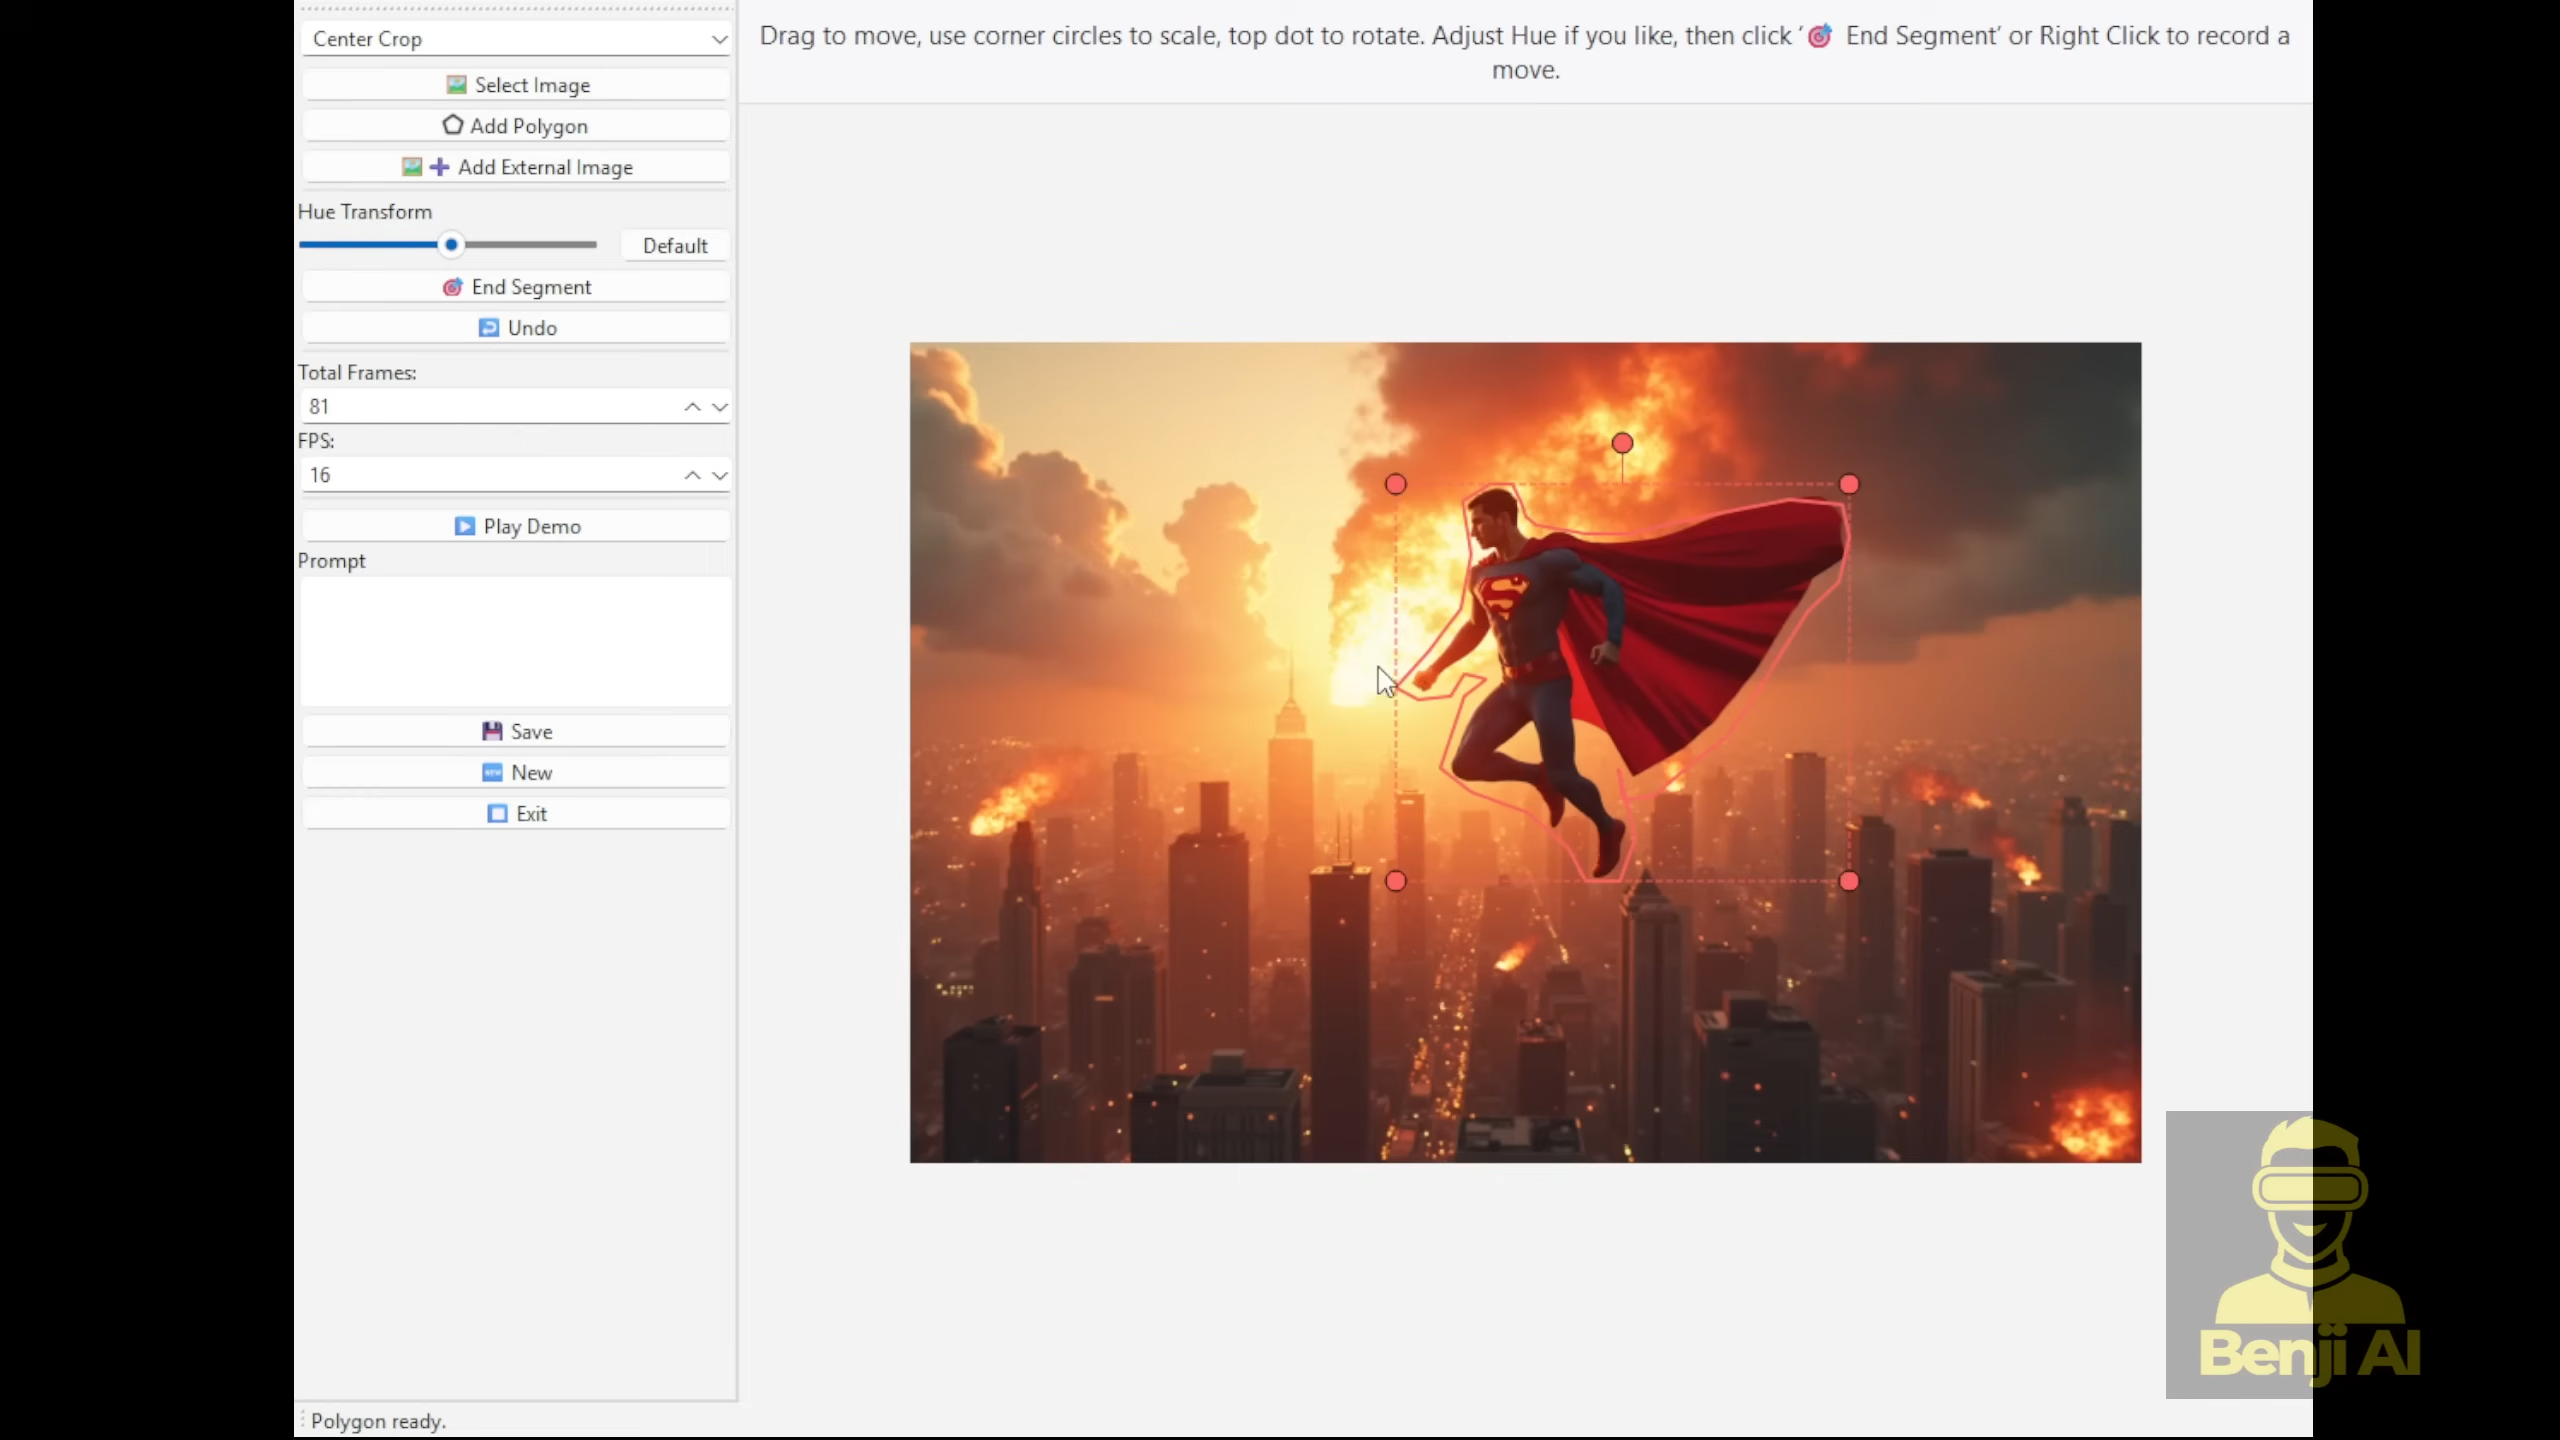 Center Crop
Select Image
Add Polygon
Add External Image
Hue Transform
Default
End Segment
Undo
Total Frames:
81
FPS:
16
Play Demo
Prompt
Save
New
Exit
Polygon ready.
Drag to move, use corner circles to scale, top dot to rotate. Adjust Hue if you like, then click ‘🎯 End Segment’ or Right Click to record a
move.
S
Benji AI